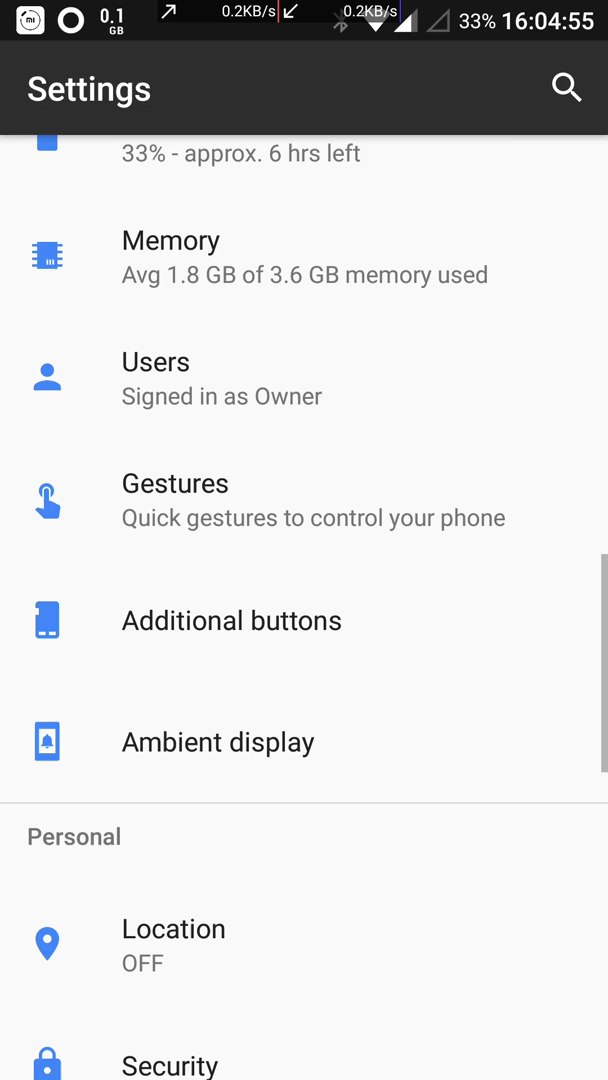 mi
0.1
GB
0.2KB/s
0.2KB/s
33%
16:04:55
Settings
33% - approx. 6 hrs left
Memory
Avg 1.8 GB of 3.6 GB memory used
Users
Signed in as Owner
Gestures
Quick gestures to control your phone
Additional buttons
Ambient display
Personal
Location
OFF
Security